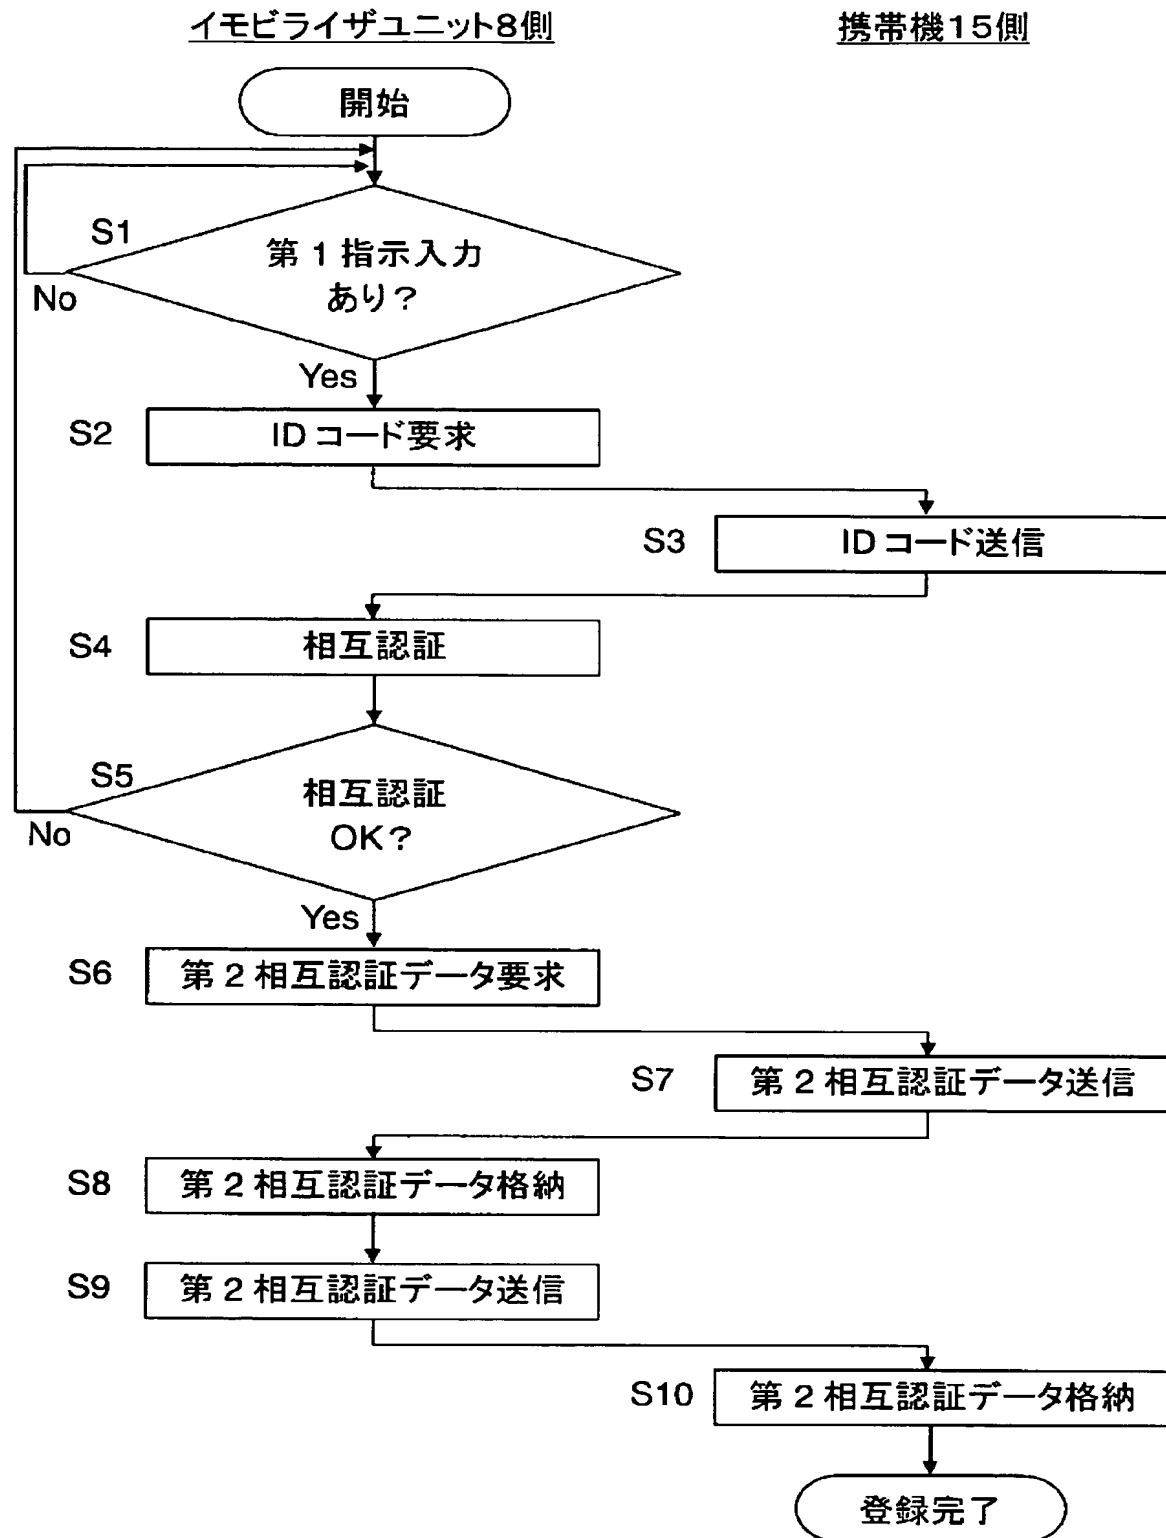 イモビライザユニット8側
携帯機15側
開始
S1
第1指示入力
あり?
No
Yes
S2
IDコード要求
S3
IDコード送信
S4
相互認証
S5
相互認証
OK?
No
Yes
S6
第2相互認証データ要求
S7
第2相互認証データ送信
S8
第2相互認証データ格納
S9
第2相互認証データ送信
S10
第2相互認証データ格納
登録完了